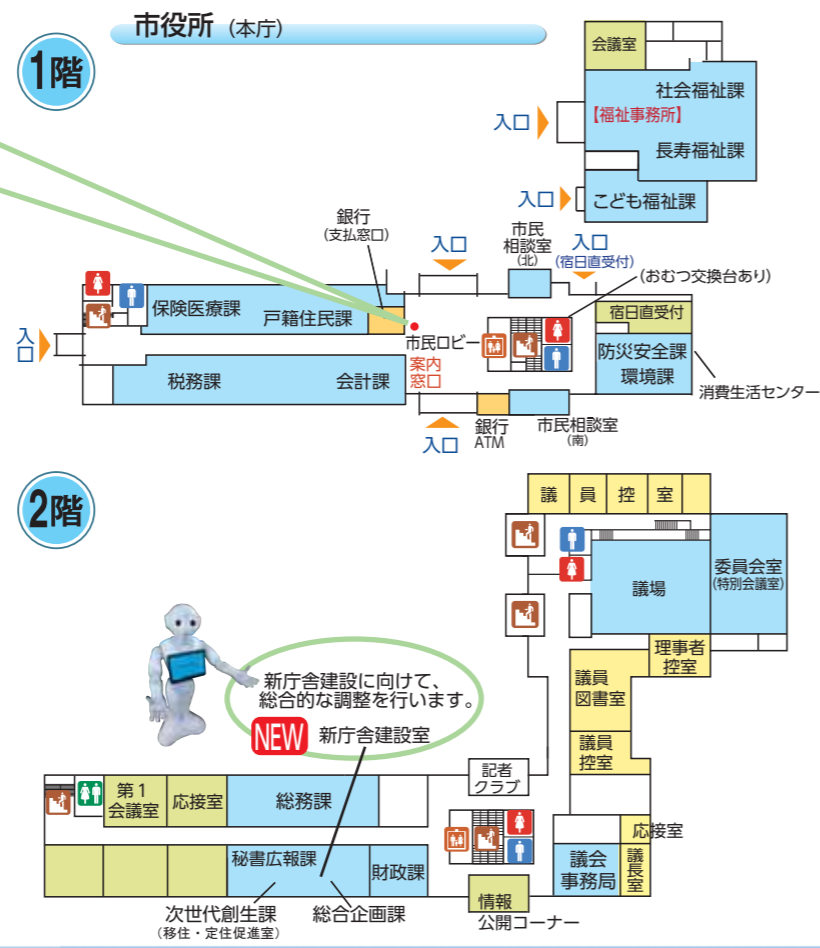 市役所（本庁）
1階
会議室
社会福祉課
【福祉事務所】
長寿福祉課
こども福祉課
入口
入口
銀行
（支払窓口）
入口
市民
相談室
（北）
入口
（宿日直受付）
（おむつ交換台あり）
保険医療課
戸籍住民課
市民ロビー
案内
窓口
宿日直受付
防災安全課
環境課
消費生活センター
入口
税務課
会計課
入口
銀行
ATM
市民相談室
（南）
2階
議員控室
議場
委員会室
（特別会議室）
理事者
控室
議員
図書室
議員
控室
新庁舎建設に向けて、
総合的な調整を行います。
NEW 新庁舎建設室
記者
クラブ
第1
会議室
応接室
総務課
秘書広報課
財政課
次世代創生課
（移住・定住促進室）
総合企画課
情報
公開コーナー
議会
事務局
応接室
議長室